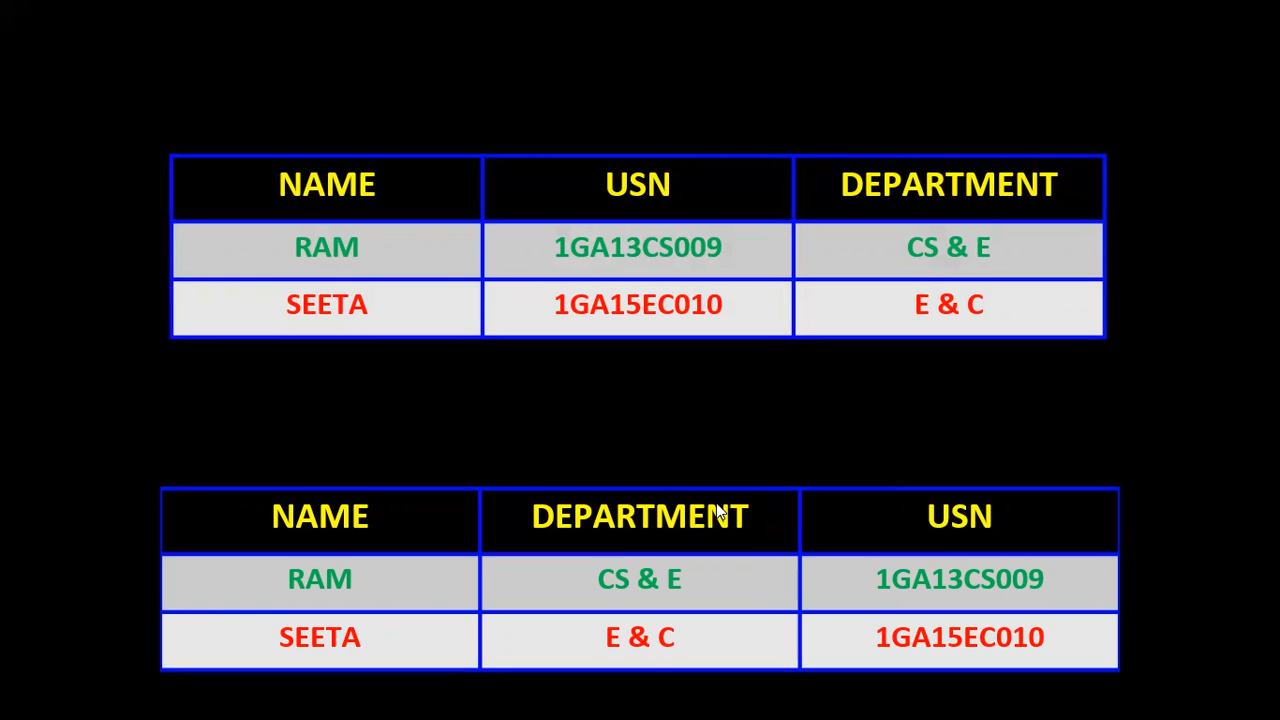 NAME USN DEPARTMENT
RAM 1GA13CS009 CS & E
SEETA 1GA15EC010 E & C
NAME DEPARTMENT USN
RAM CS & E 1GA13CS009
SEETA E & C 1GA15EC010